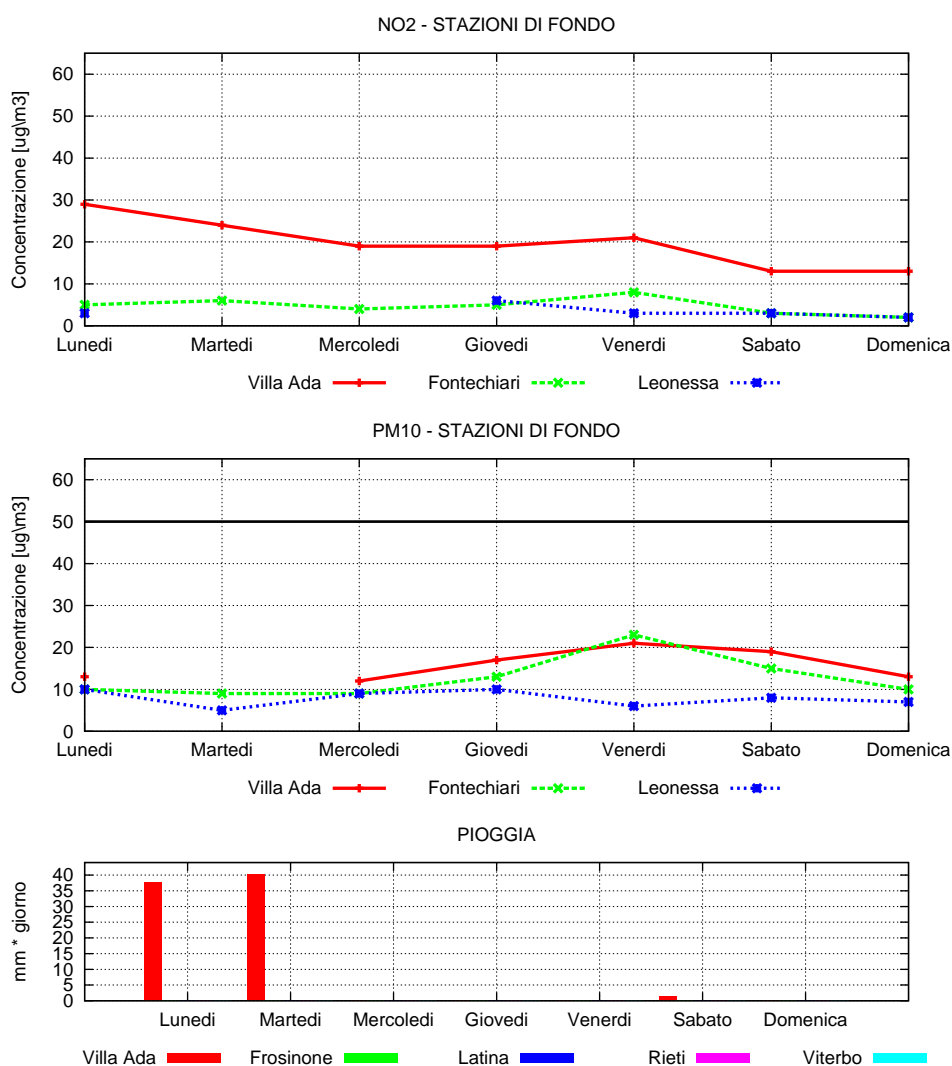 NO2 - STAZIONI DI FONDO
Concentrazione [ug\m3]
60
50
40
30
20
10
0
Lunedi Martedi Mercoledi Giovedi Venerdi Sabato Domenica
Villa Ada Fontechiari Leonessa
PM10 - STAZIONI DI FONDO
Concentrazione [ug\m3]
60
50
40
30
20
10
0
Lunedi Martedi Mercoledi Giovedi Venerdi Sabato Domenica
Villa Ada Fontechiari Leonessa
PIOGGIA
mm * giorno
40
35
30
25
20
15
10
5
0
Lunedi Martedi Mercoledi Giovedi Venerdi Sabato Domenica
Villa Ada Frosinone Latina Rieti Viterbo